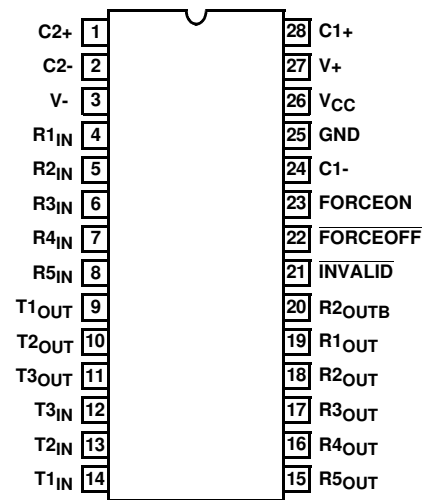 C2+ 1 28 C1+
C2- 2 27 V+
V- 3 26 VCC
R1IN 4 25 GND
R2IN 5 24 C1-
R3IN 6 23 FORCEON
R4IN 7 22 FORCEOFF
R5IN 8 21 INVALID
T1OUT 9 20 R2OUTB
T2OUT 10 19 R1OUT
T3OUT 11 18 R2OUT
T3IN 12 17 R3OUT
T2IN 13 16 R4OUT
T1IN 14 15 R5OUT